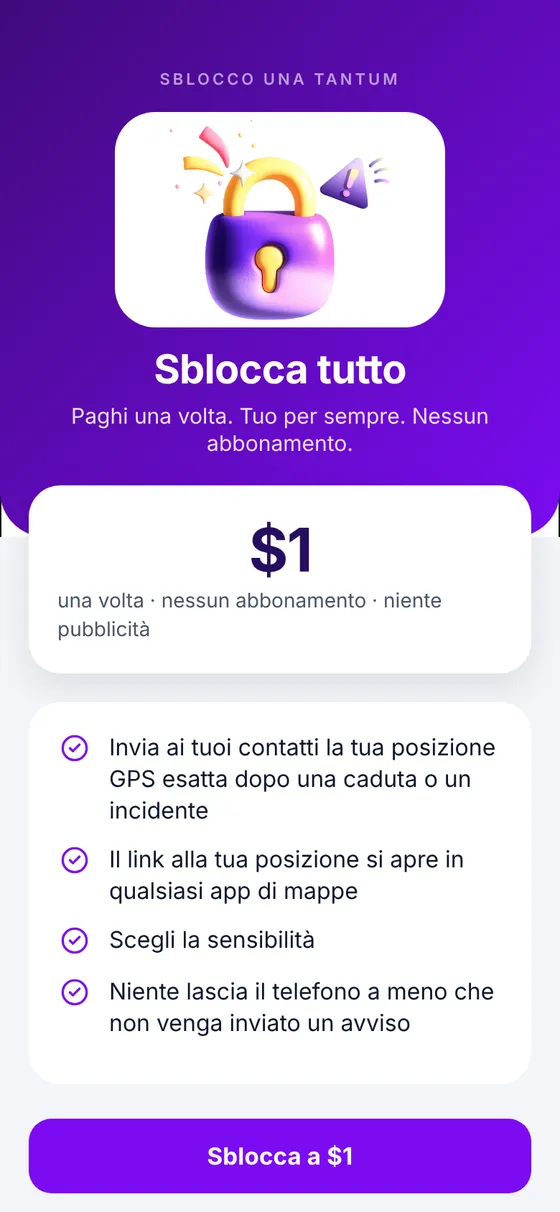 SBLOCCO UNA TANTUM
Sblocca tutto
Paghi una volta. Tuo per sempre. Nessun
abbonamento.
$1
una volta · nessun abbonamento · niente
pubblicità
Invia ai tuoi contatti la tua posizione
GPS esatta dopo una caduta o un
incidente
Il link alla tua posizione si apre in
qualsiasi app di mappe
Scegli la sensibilità
Niente lascia il telefono a meno che
non venga inviato un avviso
Sblocca a $1